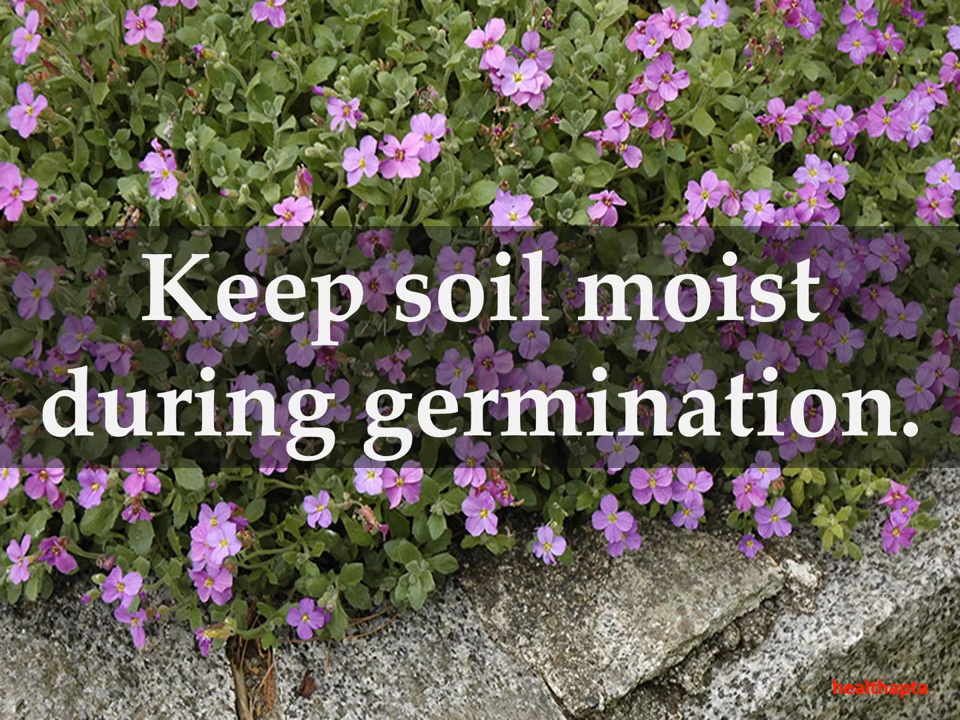 Keep soil moist
during germination.
healthapta